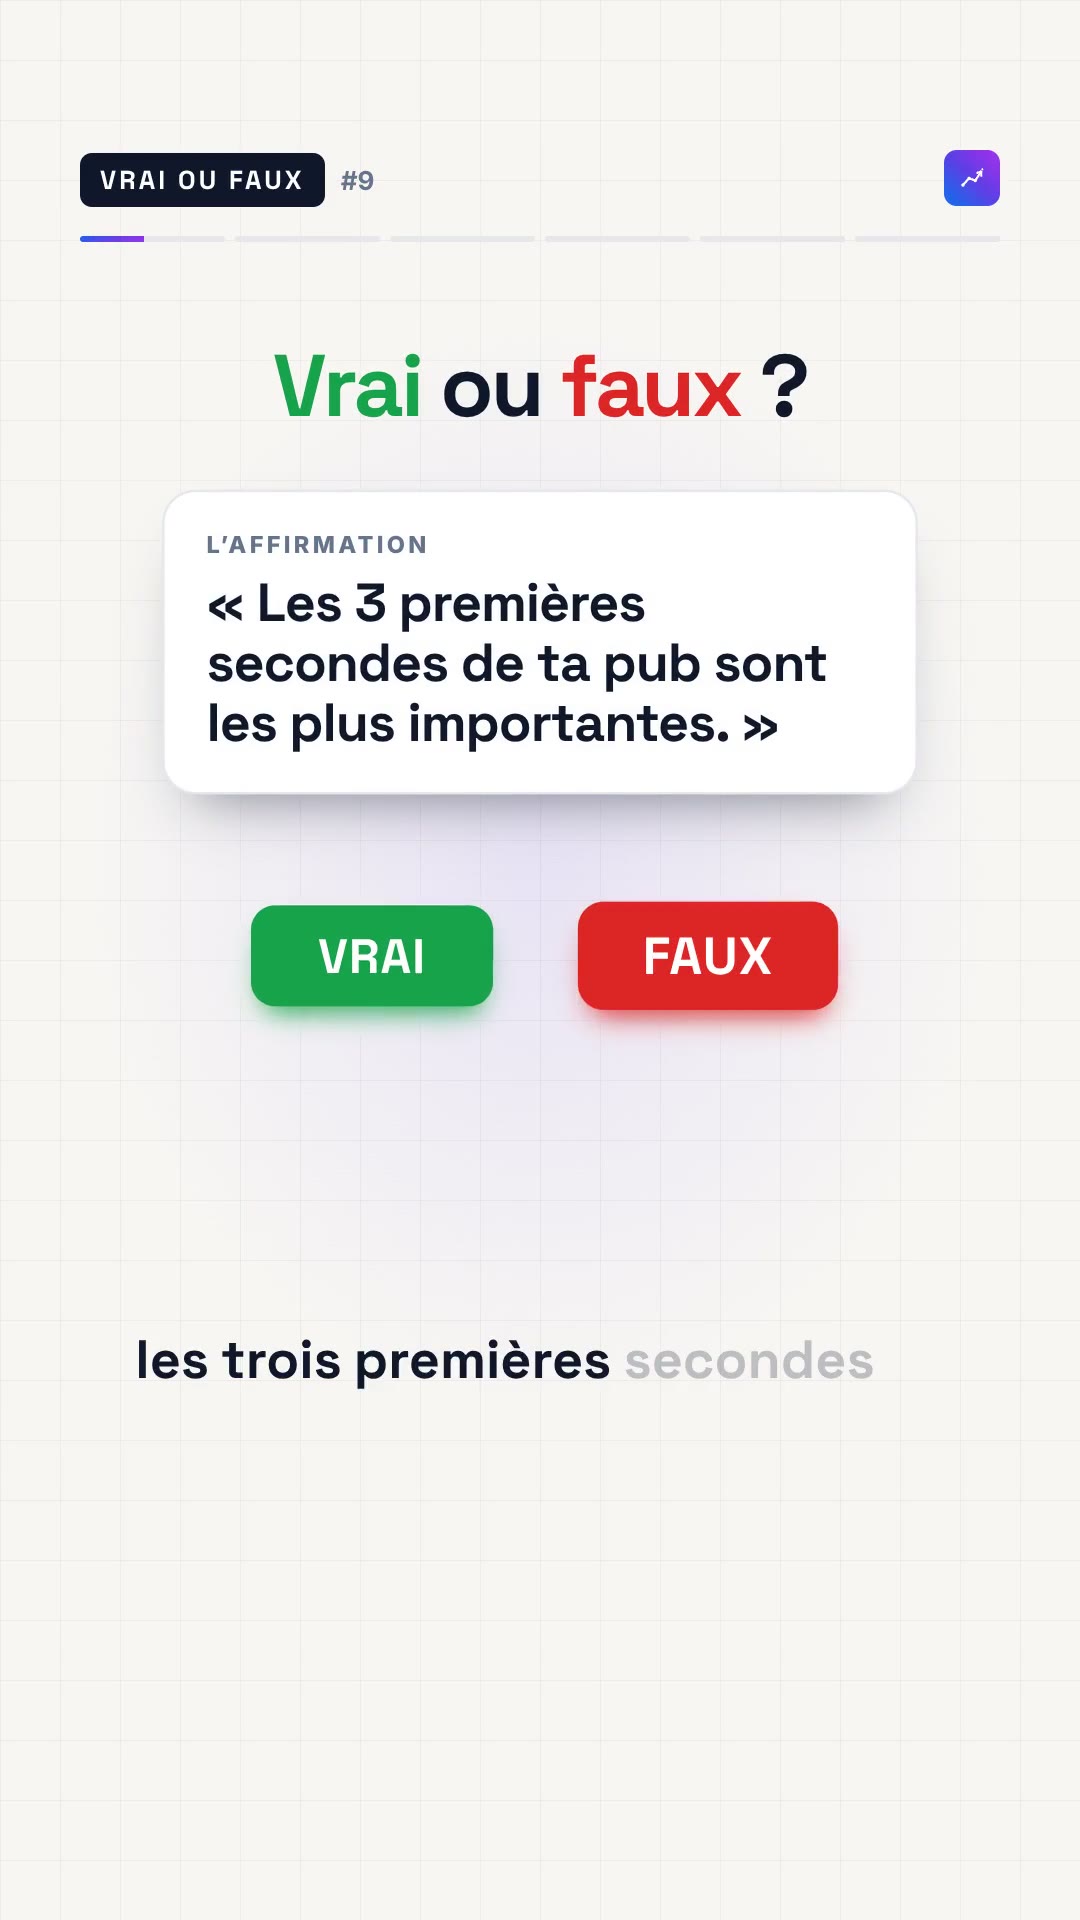 VRAI OU FAUX #9
Vrai ou faux ?
L'AFFIRMATION
« Les 3 premières
secondes de ta pub sont
les plus importantes. »
VRAI FAUX
les trois premières secondes